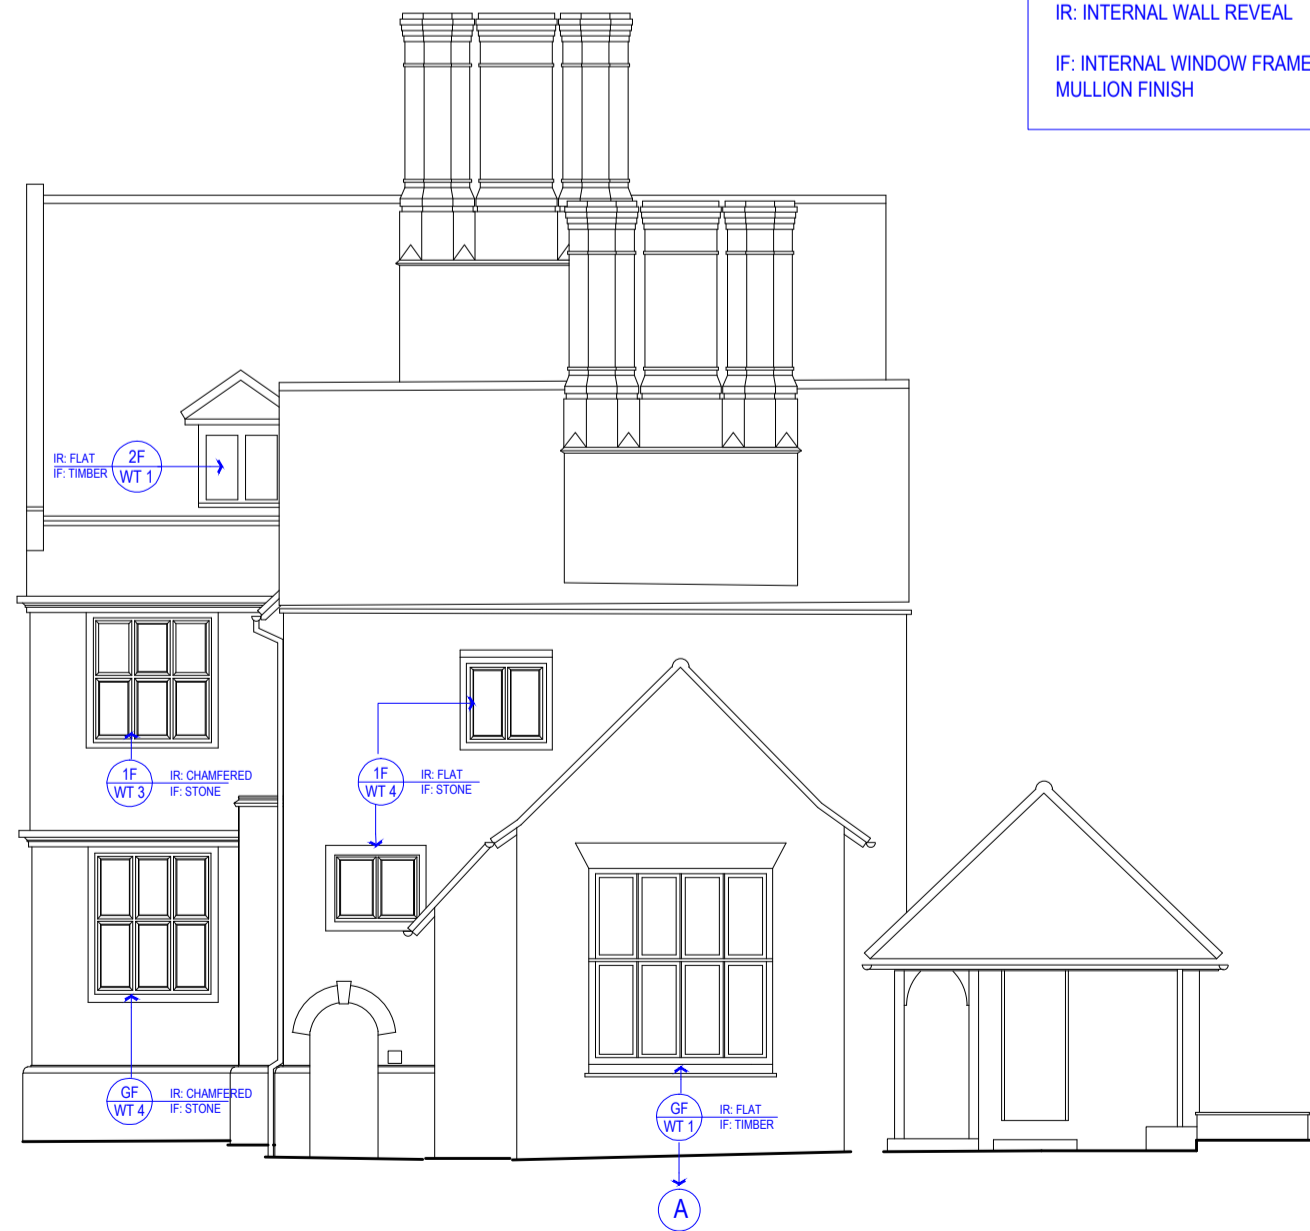 IR: INTERNAL WALL REVEAL
IF: INTERNAL WINDOW FRAME
MULLION FINISH
IR: FLAT
IF: TIMBER
2F
WT 1
1F
WT 3
IR: CHAMFERED
IF: STONE
1F
WT 4
IR: FLAT
IF: STONE
GF
WT 4
IR: CHAMFERED
IF: STONE
GF
WT 1
IR: FLAT
IF: TIMBER
A